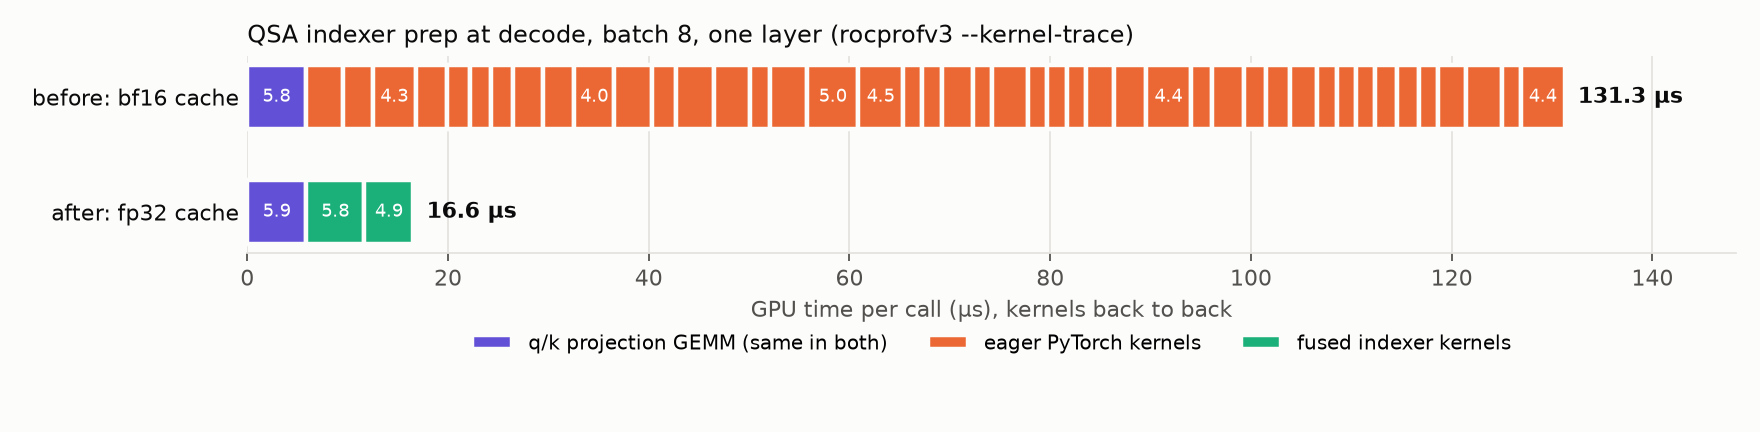 QSA indexer prep at decode, batch 8, one layer (rocprofv3 --kernel-trace)
before: bf16 cache 5.8 4.3 4.0 5.0 4.5 4.4 4.4 131.3 µs
after: fp32 cache 5.9 5.8 4.9 16.6 µs
0 20 40 60 80 100 120 140
GPU time per call (µs), kernels back to back
q/k projection GEMM (same in both) eager PyTorch kernels fused indexer kernels